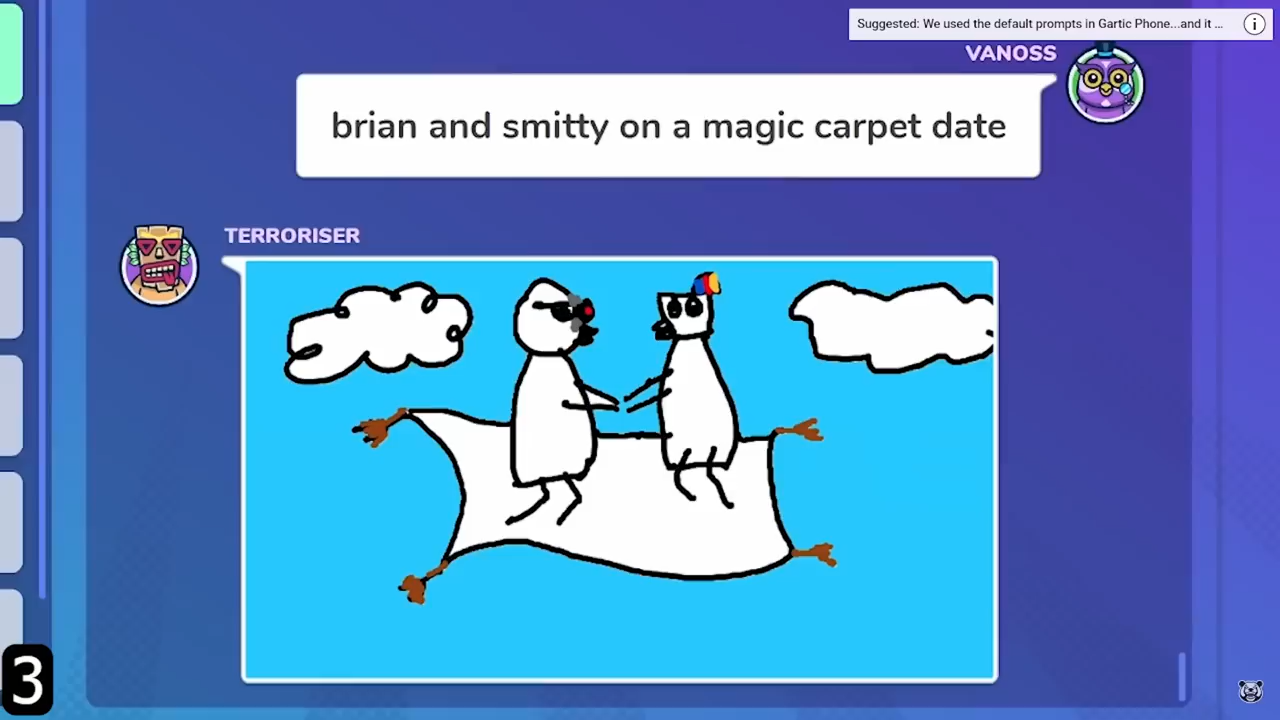 Suggested: We used the default prompts in Gartic Phone...and it ...
VANOSS
brian and smitty on a magic carpet date
TERRORISER
3